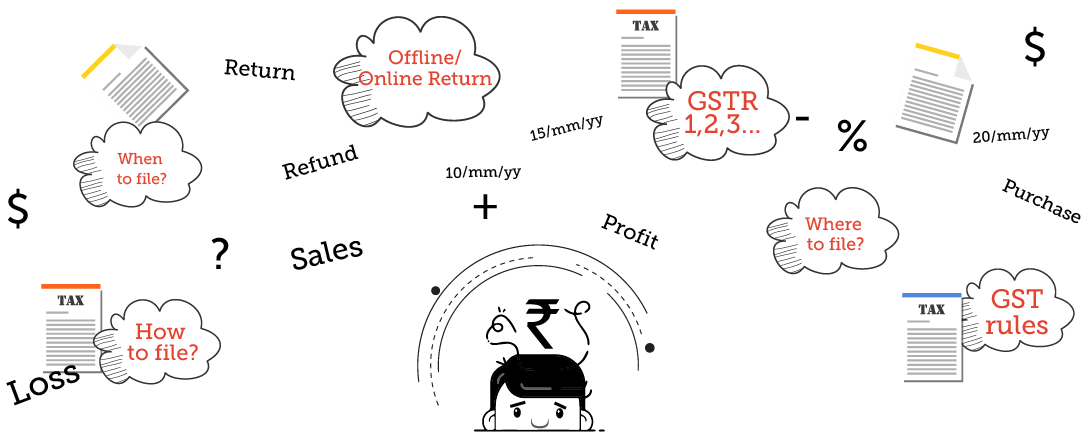 TAX
$
Offline/
Online Return
Return
GSTR
1,2,3...
-
%
15/mm/yy
20/mm/yy
When
to file?
Refund
10/mm/yy
Purchase
$
+
Where
to file?
Profit
?
Sales
TAX
How
to file?
Loss
₹
TAX
GST
rules